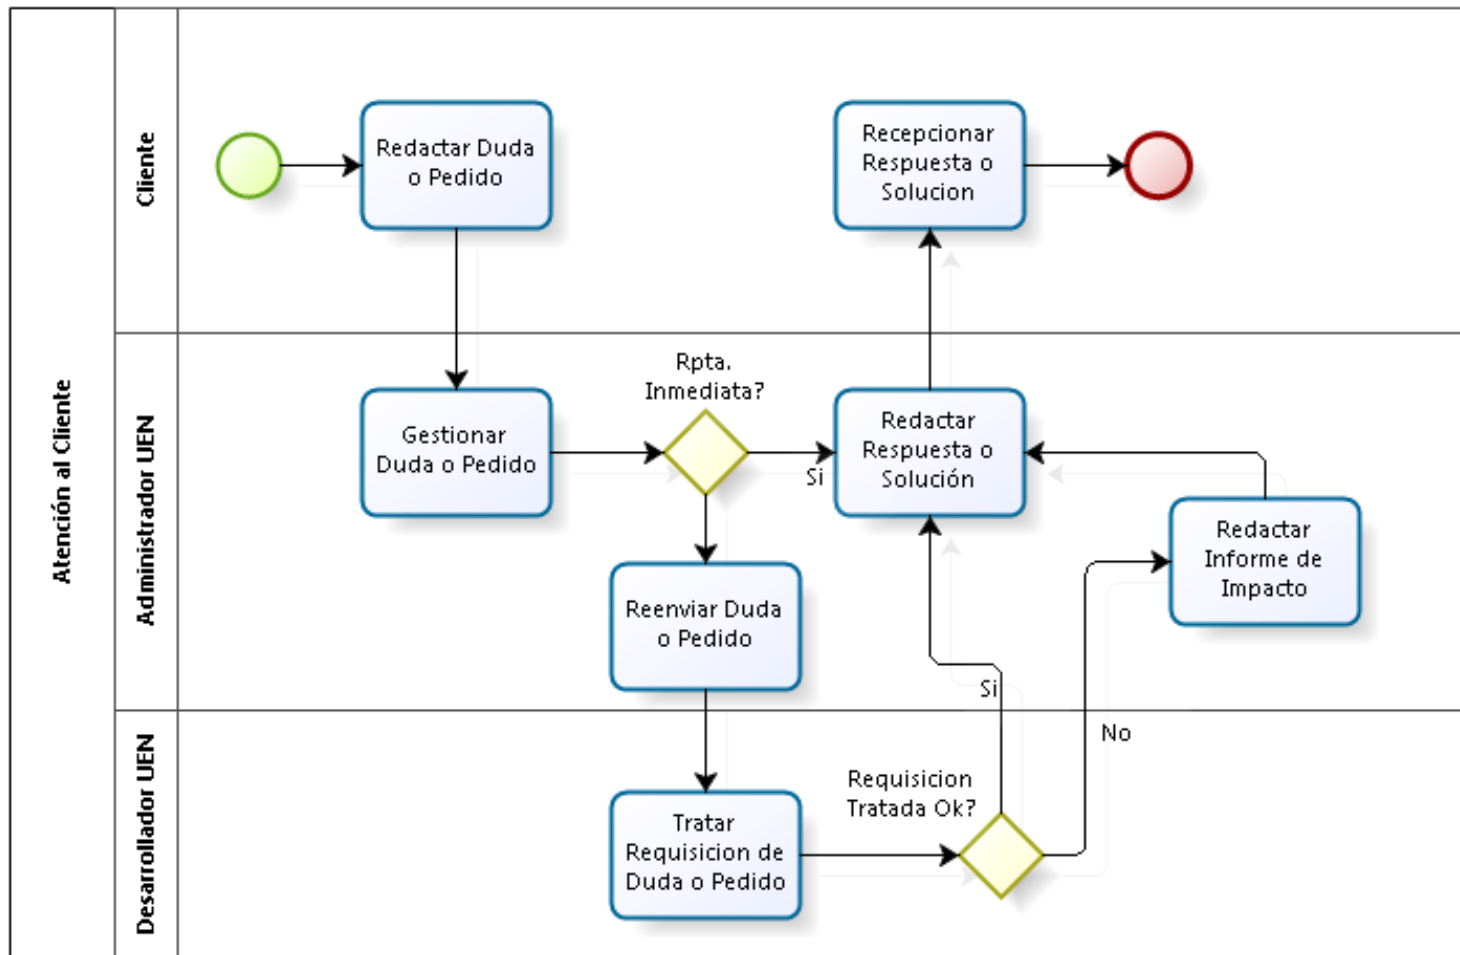 Atención al Cliente
Cliente
Redactar Duda
o Pedido
Recepcionar
Respuesta o
Solucion
Administrador UEN
Gestionar
Duda o Pedido
Rpta.
Inmediata?
Si
Redactar
Respuesta o
Solución
Redactar
Informe de
Impacto
Reenviar Duda
o Pedido
Si
No
Desarrollador UEN
Tratar
Requisicion de
Duda o Pedido
Requisicion
Tratada Ok?